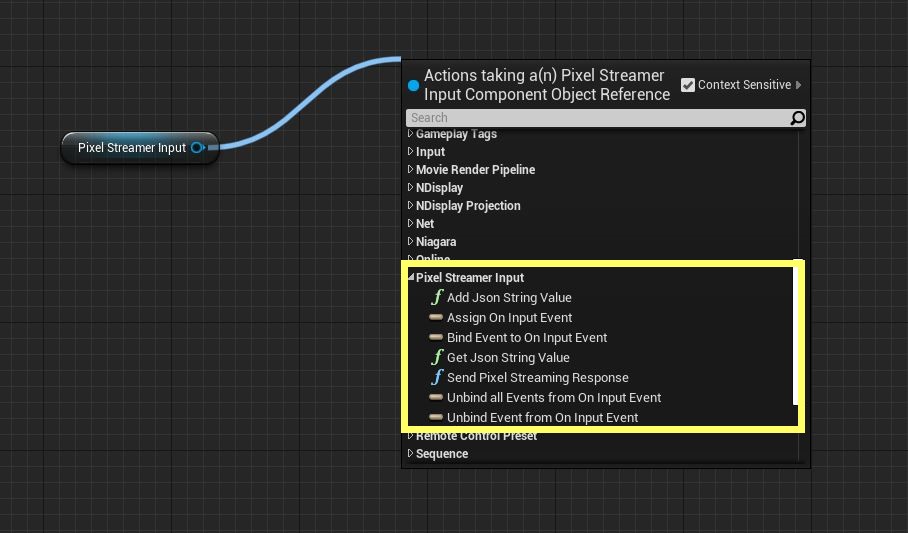 Actions taking a(n) Pixel Streamer
Input Component Object Reference
Context Sensitive
Search
Pixel Streamer Input
Gameplay Tags
Input
Movie Render Pipeline
NDisplay
NDisplay Projection
Net
Niagara
Online
Pixel Streamer Input
f Add Json String Value
Assign On Input Event
Bind Event to On Input Event
f Get Json String Value
f Send Pixel Streaming Response
Unbind all Events from On Input Event
Unbind Event from On Input Event
Remote Control Preset
Sequence